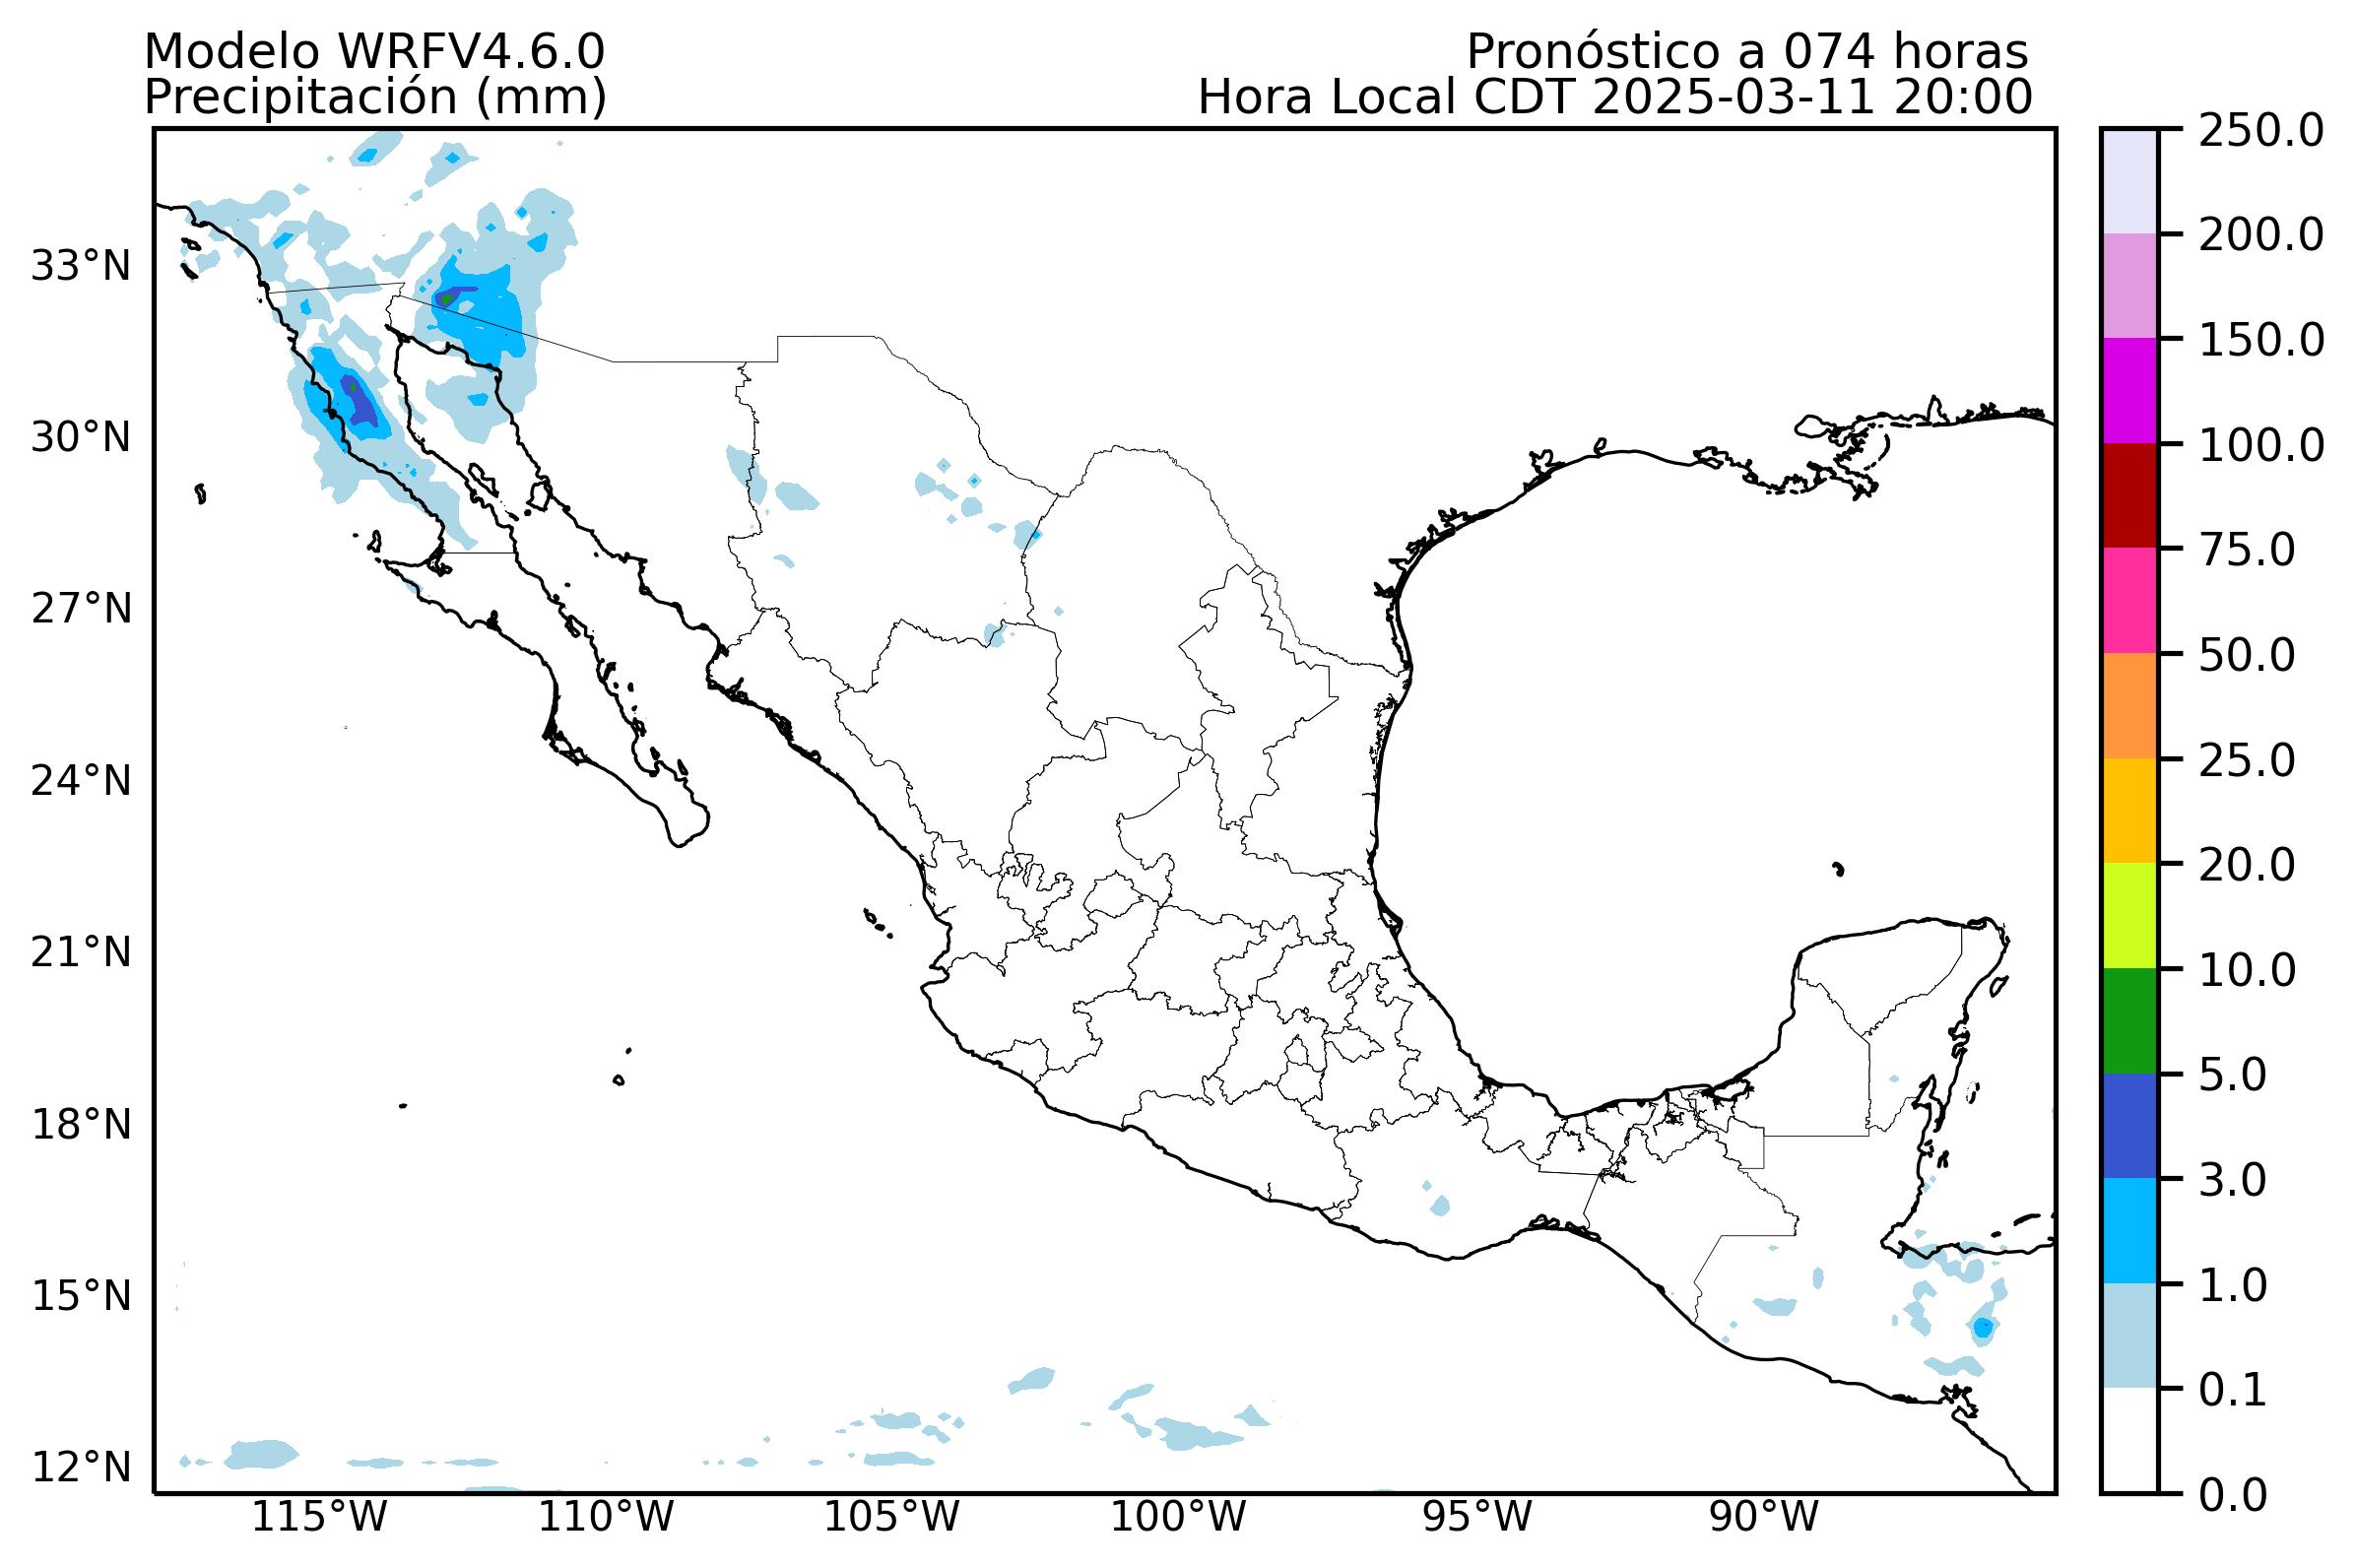 Modelo WRFV4.6.0
Pronóstico a 074 horas
Precipitación (mm)
Hora Local CDT 2025-03-11 20:00
250.0
200.0
150.0
100.0
75.0
50.0
25.0
20.0
10.0
5.0
3.0
1.0
0.1
0.0
33°N
30°N
27°N
24°N
21°N
18°N
15°N
12°N
115°W
110°W
105°W
100°W
95°W
90°W